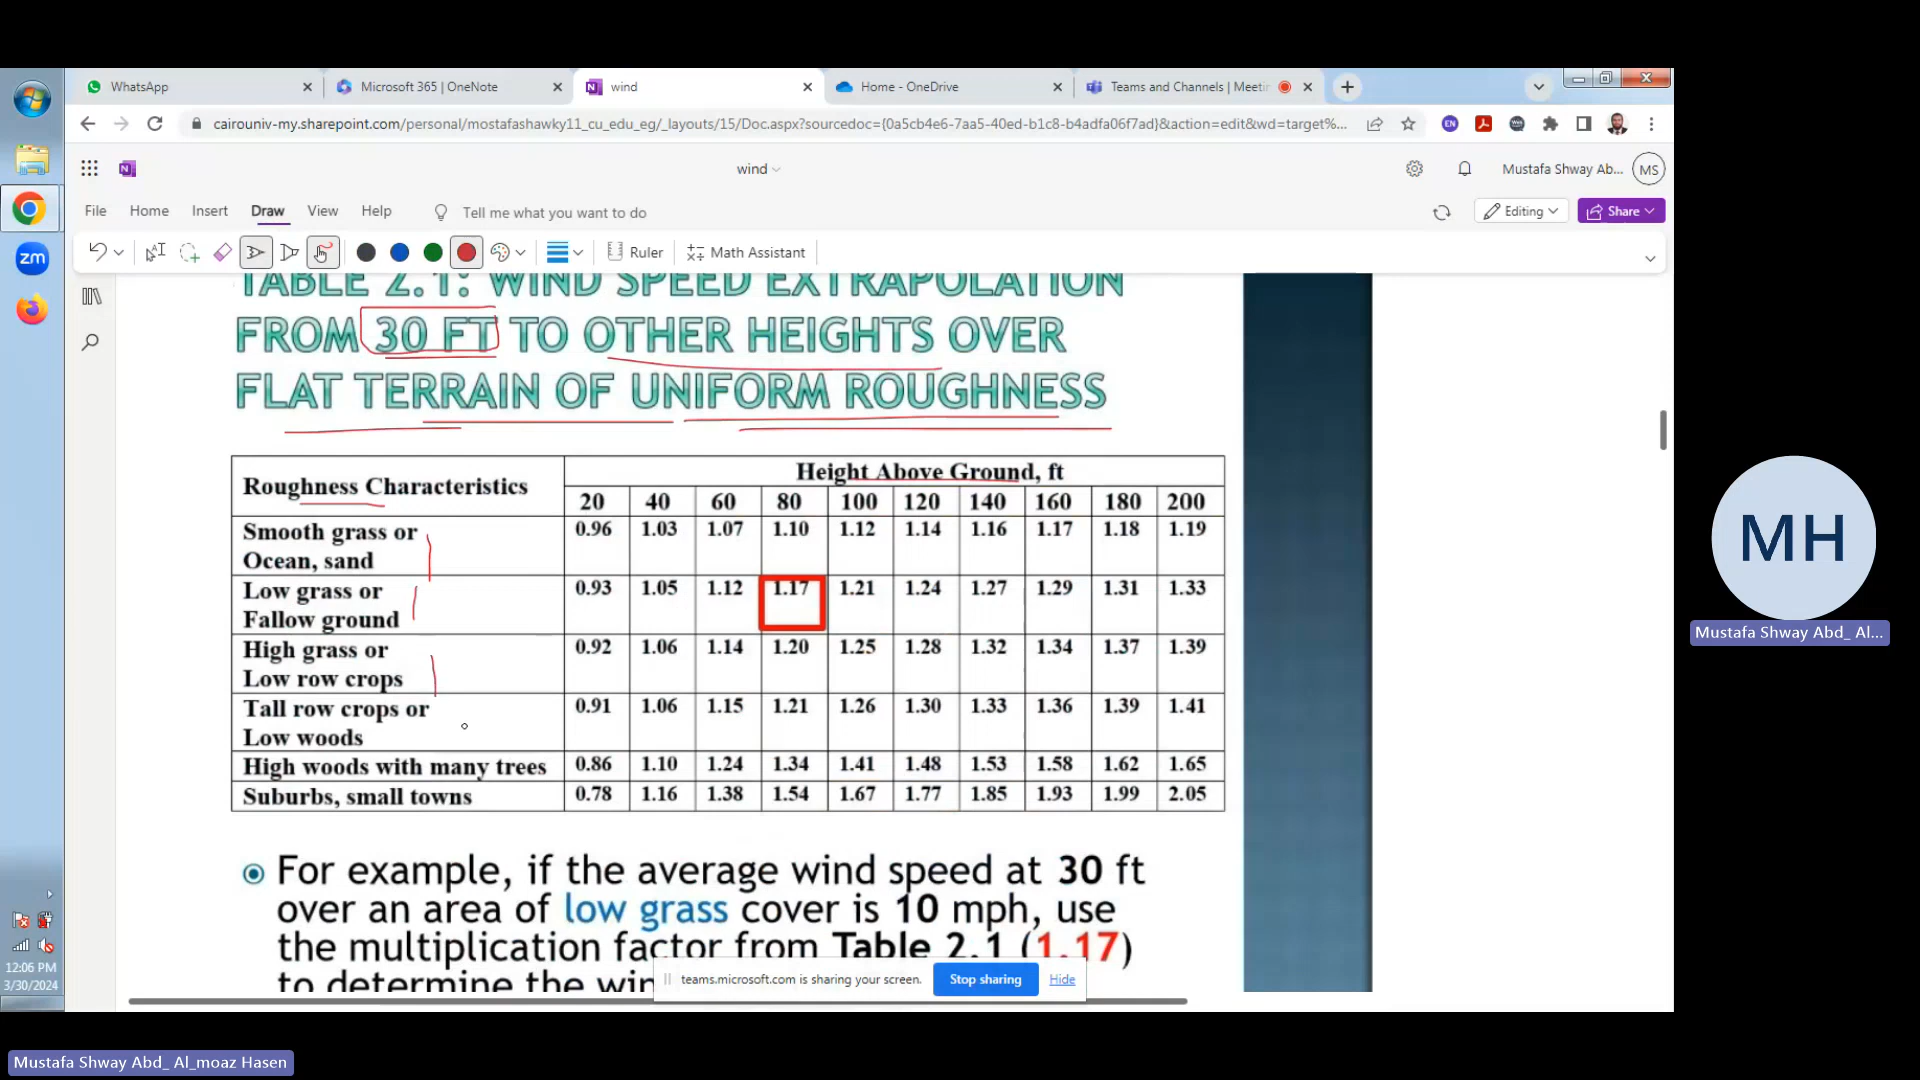 WhatsApp
Microsoft 365 | OneNote
wind
Home - OneDrive
Teams and Channels | Meetin
cairouniv-my.sharepoint.com/personal/mostafashawky11_cu_edu_eg/_layouts/15/Doc.aspx?sourcedoc={0a5cb4e6-7aa5-40ed-b1c8-b4adfa06f7ad}&action=edit&wd=target%...
EN
wind
Mustafa Shway Ab...
MS
zm
File Home Insert Draw View Help Tell me what you want to do
Editing
Share
Ruler
Math Assistant
TABLE 2.1: WIND SPEED EXTRAPOLATION
FROM 30 FT TO OTHER HEIGHTS OVER
FLAT TERRAIN OF UNIFORM ROUGHNESS
Roughness Characteristics
Height Above Ground, ft
20 40 60 80 100 120 140 160 180 200
Smooth grass or
Ocean, sand
0.96 1.03 1.07 1.10 1.12 1.14 1.16 1.17 1.18 1.19
Low grass or
Fallow ground
0.93 1.05 1.12 1.17 1.21 1.24 1.27 1.29 1.31 1.33
High grass or
Low row crops
0.92 1.06 1.14 1.20 1.25 1.28 1.32 1.34 1.37 1.39
Tall row crops or
Low woods
0.91 1.06 1.15 1.21 1.26 1.30 1.33 1.36 1.39 1.41
High woods with many trees 0.86 1.10 1.24 1.34 1.41 1.48 1.53 1.58 1.62 1.65
Suburbs, small towns 0.78 1.16 1.38 1.54 1.67 1.77 1.85 1.93 1.99 2.05
For example, if the average wind speed at 30 ft
over an area of low grass cover is 10 mph, use
the multiplication factor from Table 2.1 (1.17)
to determine the win
teams.microsoft.com is sharing your screen.
Stop sharing
Hide
12:06 PM
3/30/2024
MH
Mustafa Shway Abd_ Al...
Mustafa Shway Abd_ Al_moaz Hasen